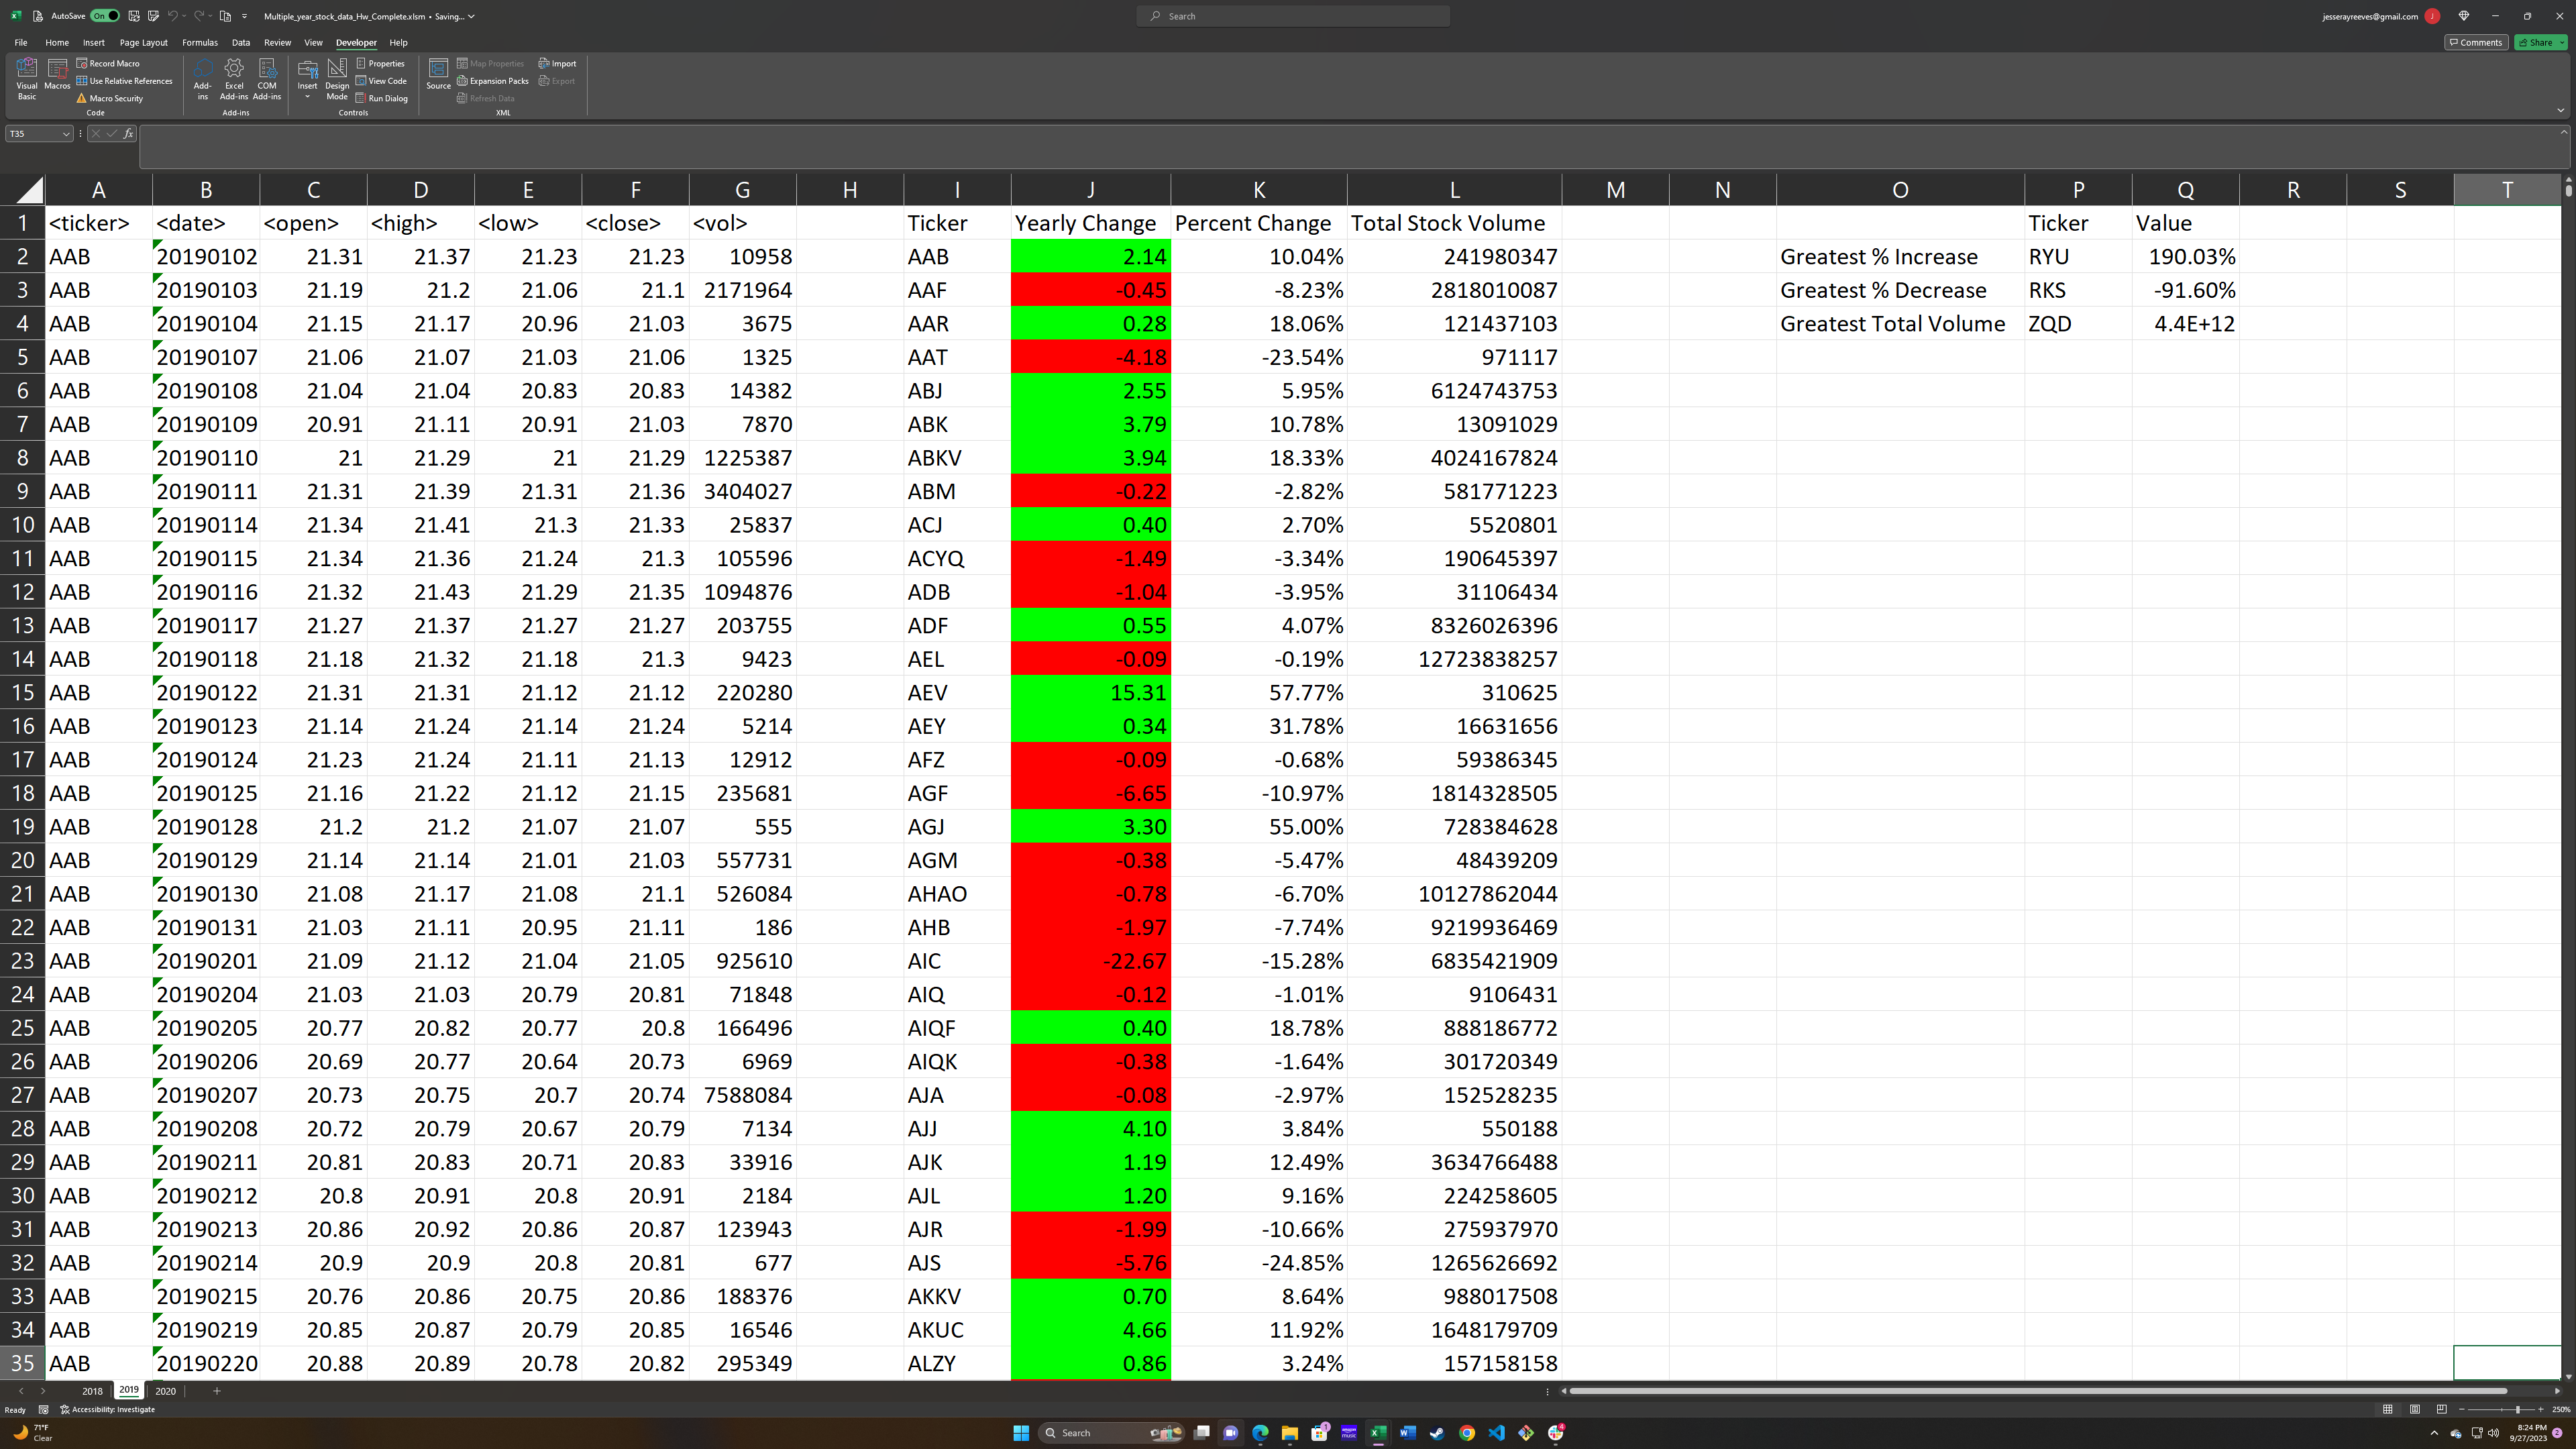 AutoSave On Multiple_year_stock_data_Hw_Complete.xlsm • Saving... Search jesserayreeves@gmail.com J
File Home Insert Page Layout Formulas Data Review View Developer Help Comments Share
Visual Basic Macros Record Macro Use Relative References Macro Security Code
Add-ins Excel Add-ins COM Add-ins Add-ins
Insert Design Mode Properties View Code Run Dialog Controls
Source Map Properties Expansion Packs Refresh Data Import Export XML
T35 fx
A B C D E F G H I J K L M N O P Q R S T
1 <ticker> <date> <open> <high> <low> <close> <vol> Ticker Yearly Change Percent Change Total Stock Volume Ticker Value
2 AAB 20190102 21.31 21.37 21.23 21.23 10958 AAB 2.14 10.04% 241980347 Greatest % Increase RYU 190.03%
3 AAB 20190103 21.19 21.2 21.06 21.1 2171964 AAF -0.45 -8.23% 2818010087 Greatest % Decrease RKS -91.60%
4 AAB 20190104 21.15 21.17 20.96 21.03 3675 AAR 0.28 18.06% 121437103 Greatest Total Volume ZQD 4.4E+12
5 AAB 20190107 21.06 21.07 21.03 21.06 1325 AAT -4.18 -23.54% 971117
6 AAB 20190108 21.04 21.04 20.83 20.83 14382 ABJ 2.55 5.95% 6124743753
7 AAB 20190109 20.91 21.11 20.91 21.03 7870 ABK 3.79 10.78% 13091029
8 AAB 20190110 21 21.29 21 21.29 1225387 ABKV 3.94 18.33% 4024167824
9 AAB 20190111 21.31 21.39 21.31 21.36 3404027 ABM -0.22 -2.82% 581771223
10 AAB 20190114 21.34 21.41 21.3 21.33 25837 ACJ 0.40 2.70% 5520801
11 AAB 20190115 21.34 21.36 21.24 21.3 105596 ACYQ -1.49 -3.34% 190645397
12 AAB 20190116 21.32 21.43 21.29 21.35 1094876 ADB -1.04 -3.95% 31106434
13 AAB 20190117 21.27 21.37 21.27 21.27 203755 ADF 0.55 4.07% 8326026396
14 AAB 20190118 21.18 21.32 21.18 21.3 9423 AEL -0.09 -0.19% 12723838257
15 AAB 20190122 21.31 21.31 21.12 21.12 220280 AEV 15.31 57.77% 310625
16 AAB 20190123 21.14 21.24 21.14 21.24 5214 AEY 0.34 31.78% 16631656
17 AAB 20190124 21.23 21.24 21.11 21.13 12912 AFZ -0.09 -0.68% 59386345
18 AAB 20190125 21.16 21.22 21.12 21.15 235681 AGF -6.65 -10.97% 1814328505
19 AAB 20190128 21.2 21.2 21.07 21.07 555 AGJ 3.30 55.00% 728384628
20 AAB 20190129 21.14 21.14 21.01 21.03 557731 AGM -0.38 -5.47% 48439209
21 AAB 20190130 21.08 21.17 21.08 21.1 526084 AHAO -0.78 -6.70% 10127862044
22 AAB 20190131 21.03 21.11 20.95 21.11 186 AHB -1.97 -7.74% 9219936469
23 AAB 20190201 21.09 21.12 21.04 21.05 925610 AIC -22.67 -15.28% 6835421909
24 AAB 20190204 21.03 21.03 20.79 20.81 71848 AIQ -0.12 -1.01% 9106431
25 AAB 20190205 20.77 20.82 20.77 20.8 166496 AIQF 0.40 18.78% 888186772
26 AAB 20190206 20.69 20.77 20.64 20.73 6969 AIQK -0.38 -1.64% 301720349
27 AAB 20190207 20.73 20.75 20.7 20.74 7588084 AJA -0.08 -2.97% 152528235
28 AAB 20190208 20.72 20.79 20.67 20.79 7134 AJJ 4.10 3.84% 550188
29 AAB 20190211 20.81 20.83 20.71 20.83 33916 AJK 1.19 12.49% 3634766488
30 AAB 20190212 20.8 20.91 20.8 20.91 2184 AJL 1.20 9.16% 224258605
31 AAB 20190213 20.86 20.92 20.86 20.87 123943 AJR -1.99 -10.66% 275937970
32 AAB 20190214 20.9 20.9 20.8 20.81 677 AJS -5.76 -24.85% 1265626692
33 AAB 20190215 20.76 20.86 20.75 20.86 188376 AKKV 0.70 8.64% 988017508
34 AAB 20190219 20.85 20.87 20.79 20.85 16546 AKUC 4.66 11.92% 1648179709
35 AAB 20190220 20.88 20.89 20.78 20.82 295349 ALZY 0.86 3.24% 157158158
2018 2019 2020 +
Ready Accessibility: Investigate 250%
71°F
Clear
Search
8:24 PM
9/27/2023